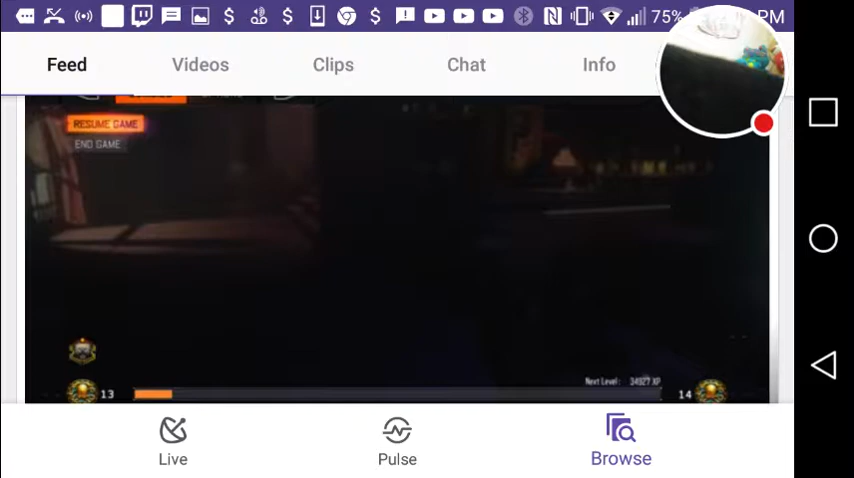 75% PM
Feed Videos Clips Chat Info
RESUME GAME
END GAME
Next Level: 34927 XP
13 14
Live Pulse Browse